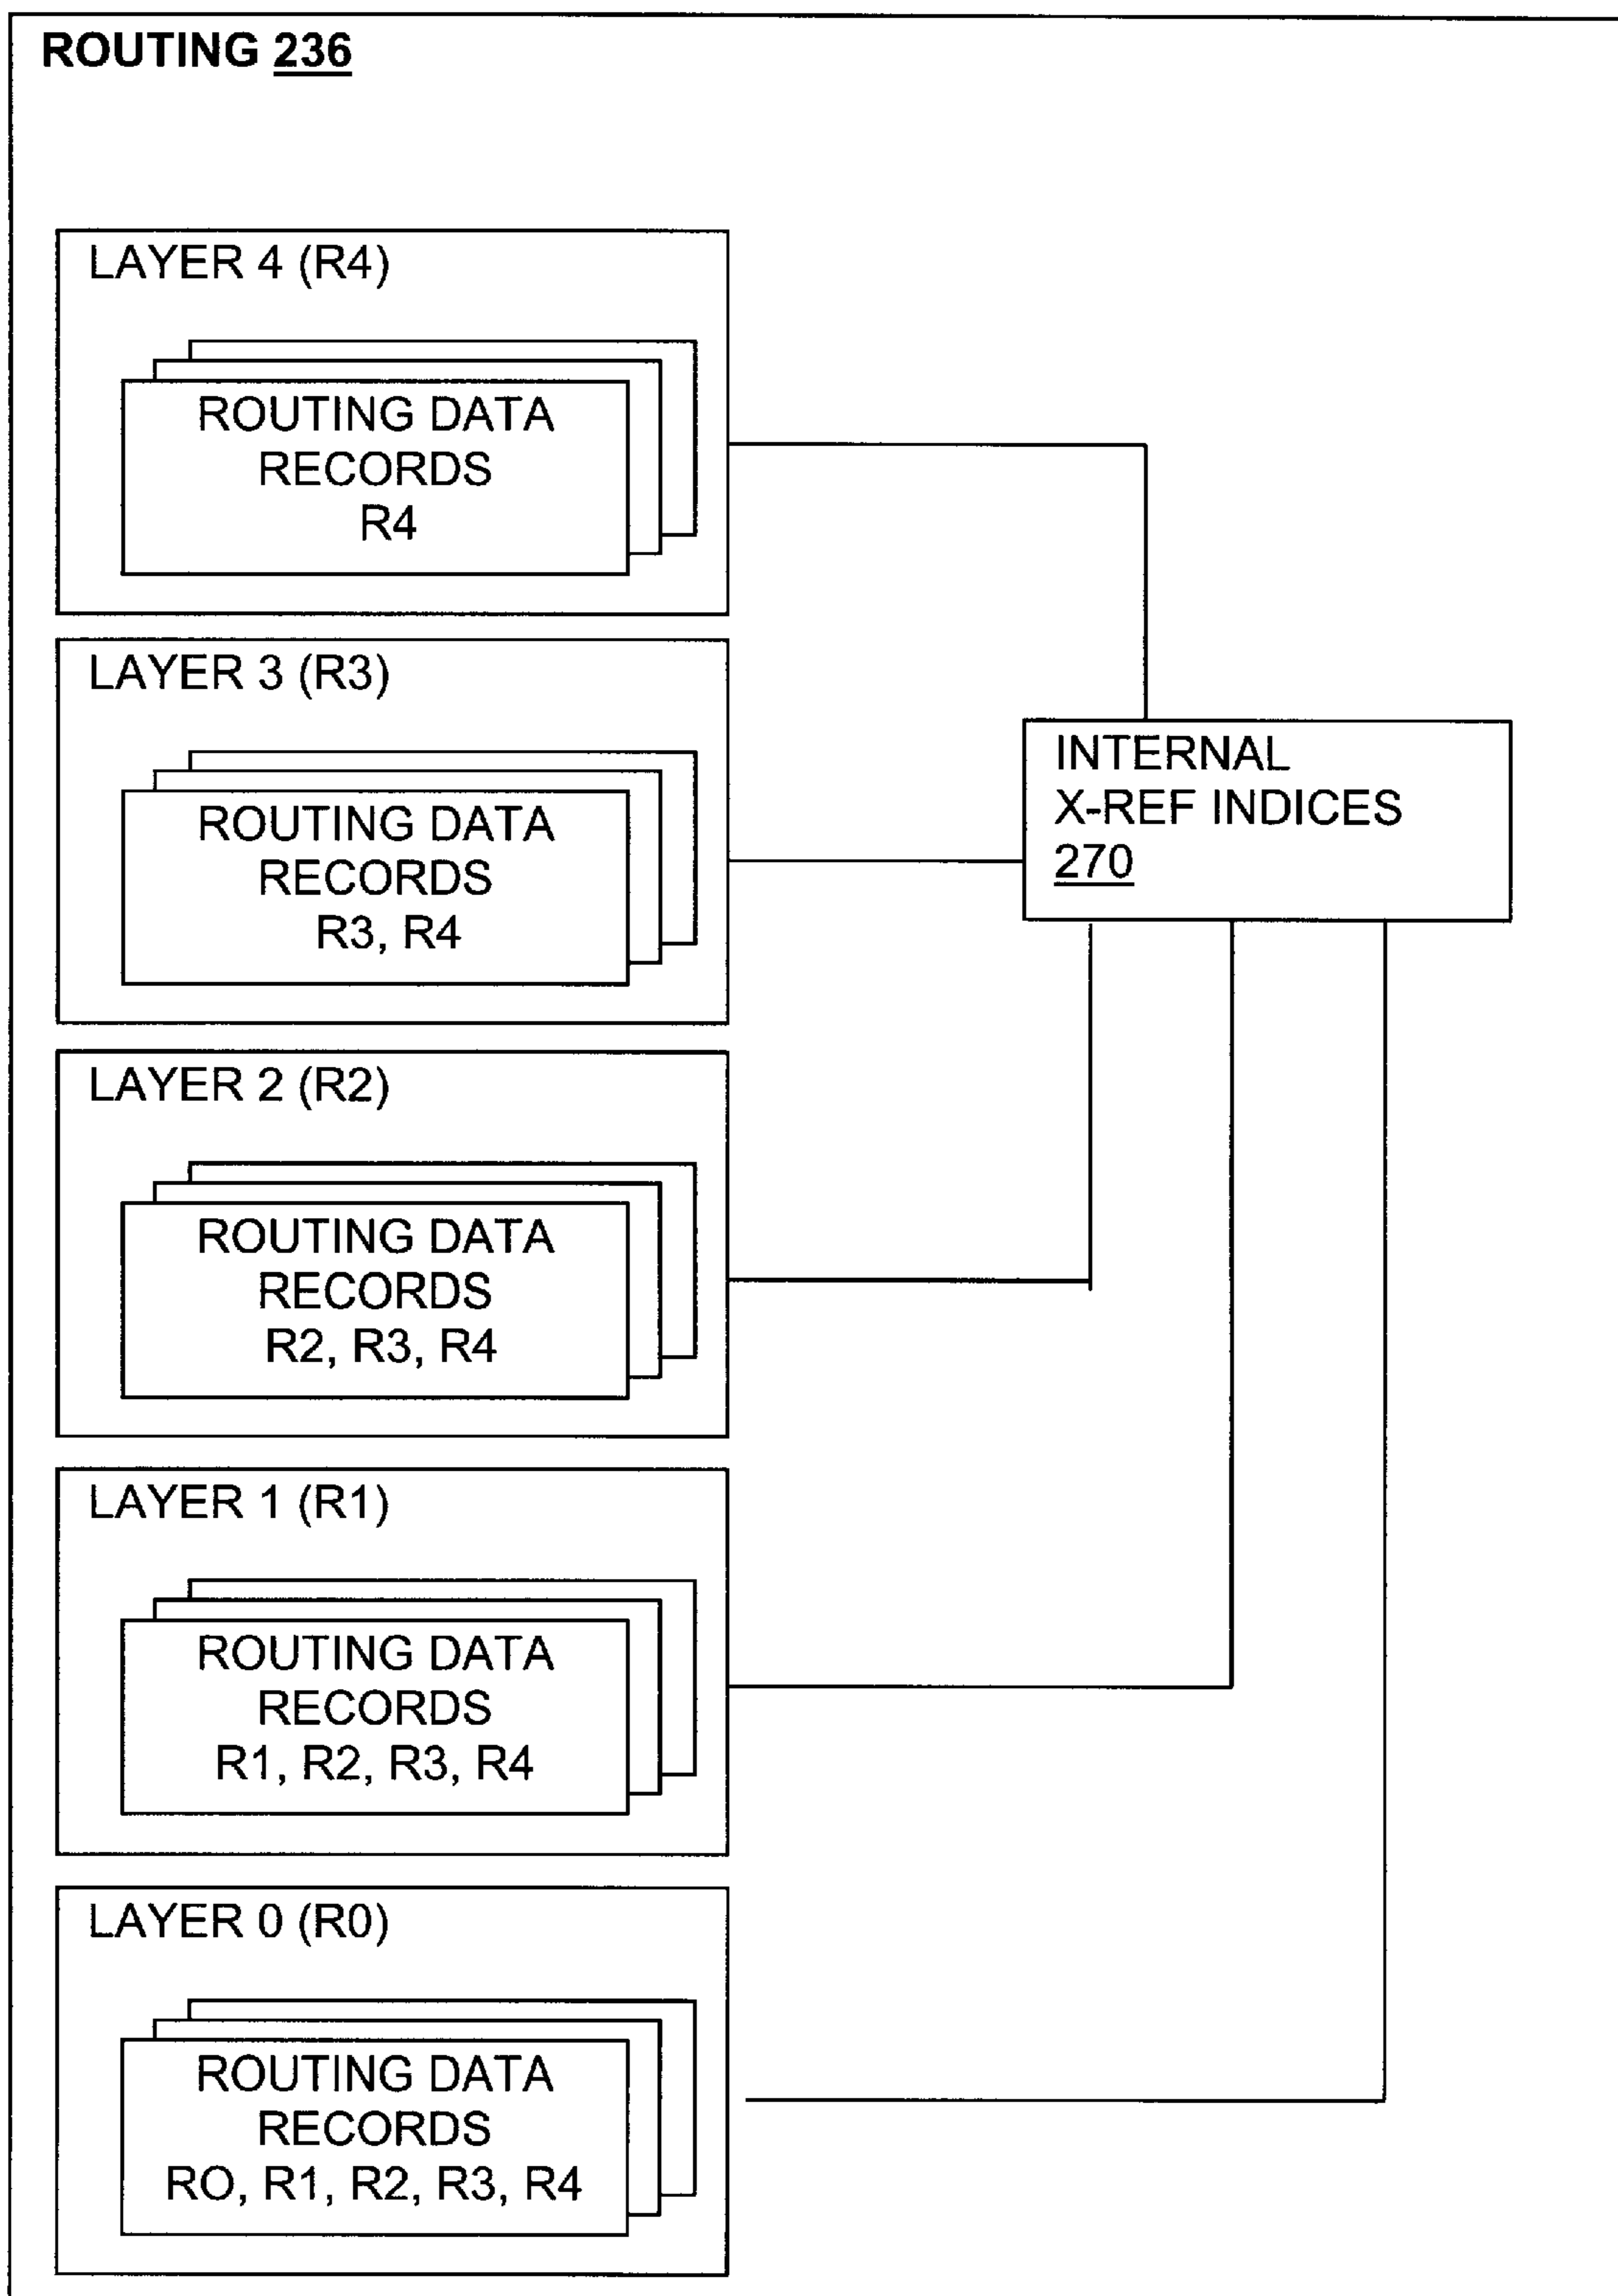 ROUTING 236
LAYER 4 (R4)
ROUTING DATA
RECORDS
R4
LAYER 3 (R3)
ROUTING DATA
RECORDS
R3, R4
INTERNAL
X-REF INDICES
270
LAYER 2 (R2)
ROUTING DATA
RECORDS
R2, R3, R4
LAYER 1 (R1)
ROUTING DATA
RECORDS
R1, R2, R3, R4
LAYER 0 (R0)
ROUTING DATA
RECORDS
RO, R1, R2, R3, R4